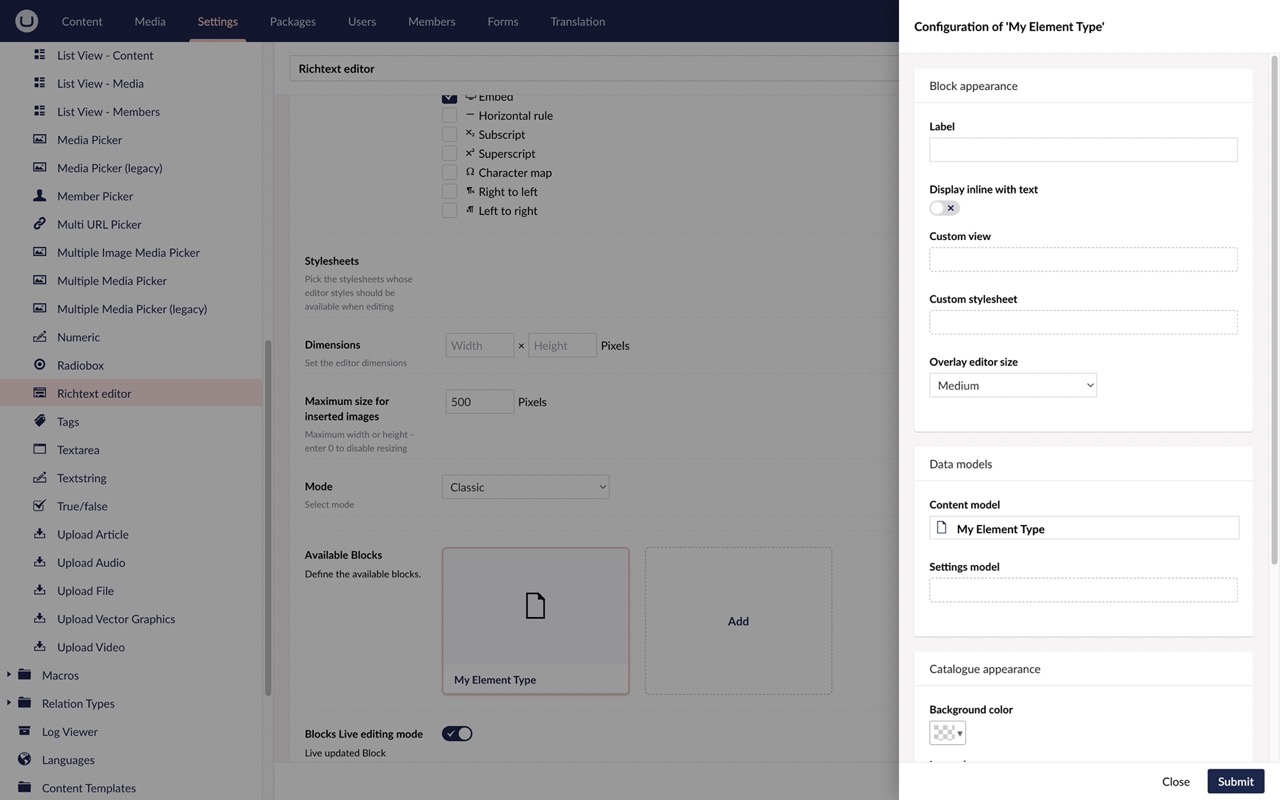 Content Media Settings Packages Users Members Forms Translation
List View - Content
List View - Media
List View - Members
Media Picker
Media Picker (legacy)
Member Picker
Multi URL Picker
Multiple Image Media Picker
Multiple Media Picker
Multiple Media Picker (legacy)
Numeric
Radiobox
Richtext editor
Tags
Textarea
Textstring
True/false
Upload Article
Upload Audio
Upload File
Upload Vector Graphics
Upload Video
Macros
Relation Types
Log Viewer
Languages
Content Templates
Richtext editor
Embed
Horizontal rule
Subscript
Superscript
Character map
Right to left
Left to right
Stylesheets
Pick the stylesheets whose
editor styles should be
available when editing
Dimensions
Set the editor dimensions
Width × Height Pixels
Maximum size for
inserted images
Maximum width or height -
enter 0 to disable resizing
500 Pixels
Mode
Select mode
Classic
Available Blocks
Define the available blocks.
My Element Type
Add
Blocks Live editing mode
Live updated Block
Configuration of 'My Element Type'
Block appearance
Label
Display inline with text
Custom view
Custom stylesheet
Overlay editor size
Medium
Data models
Content model
My Element Type
Settings model
Catalogue appearance
Background color
Close Submit